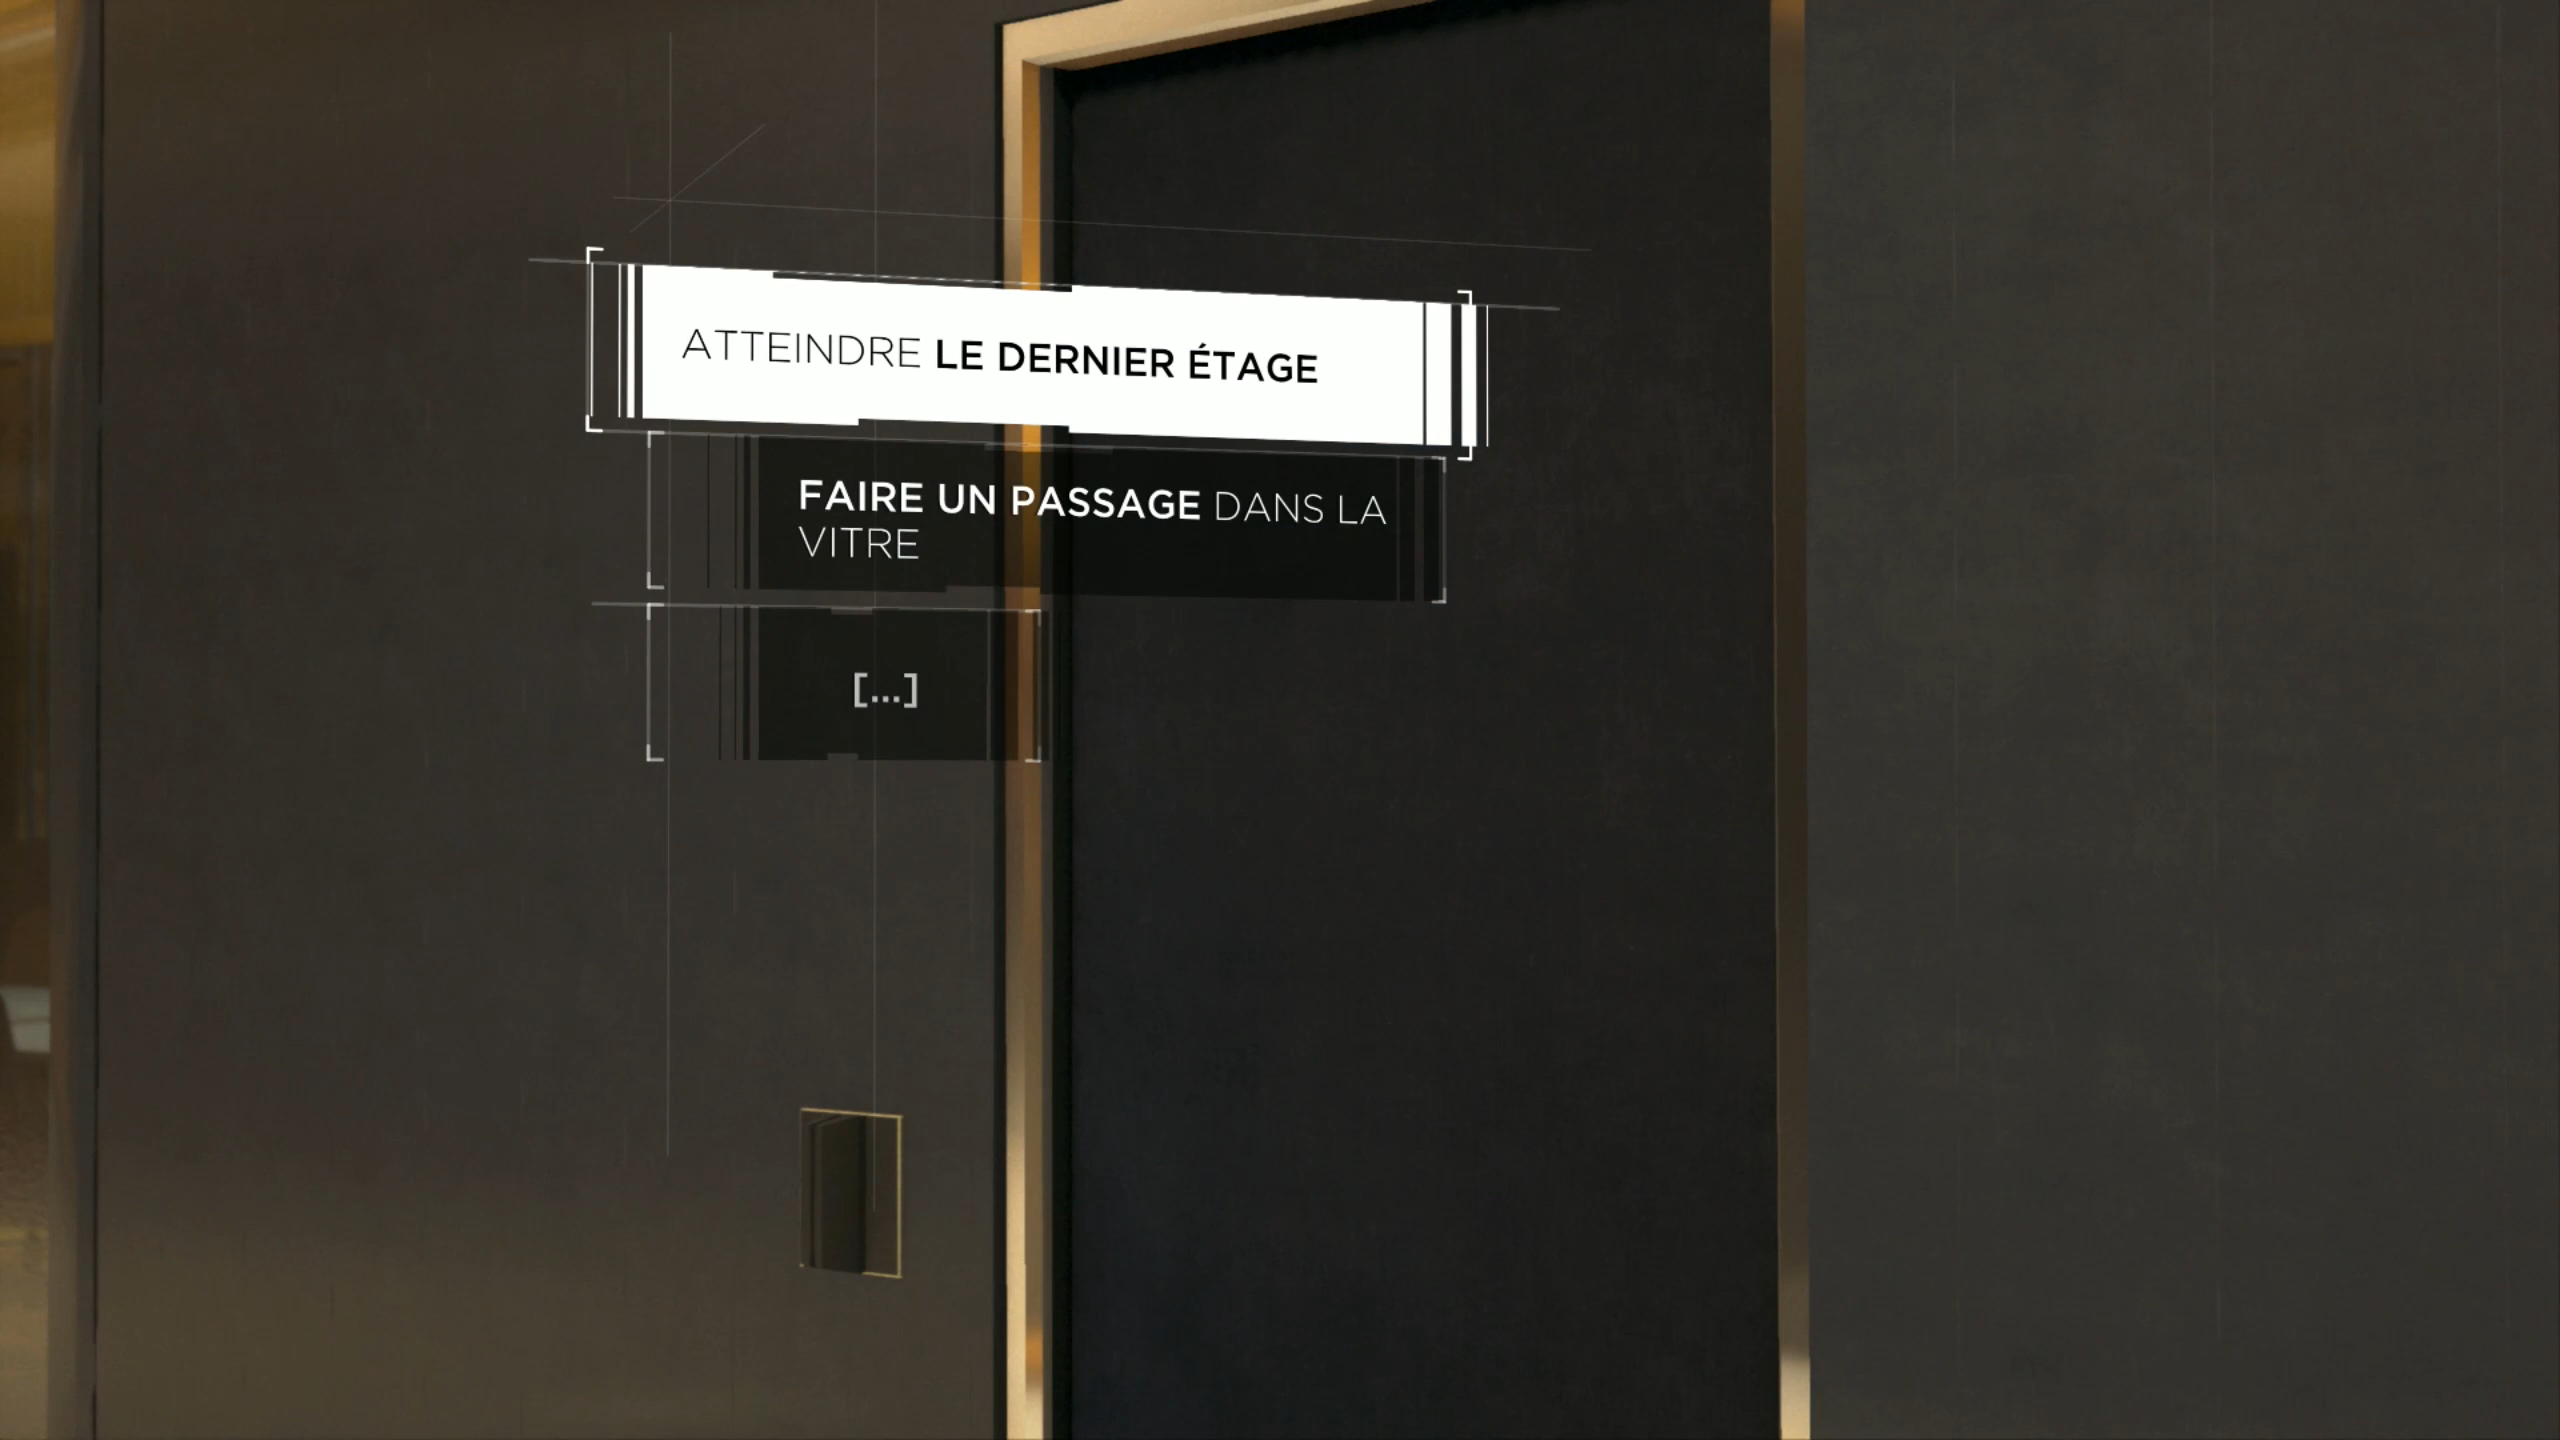 ATTEINDRE LE DERNIER ÉTAGE
FAIRE UN PASSAGE DANS LA
VITRE
[...]